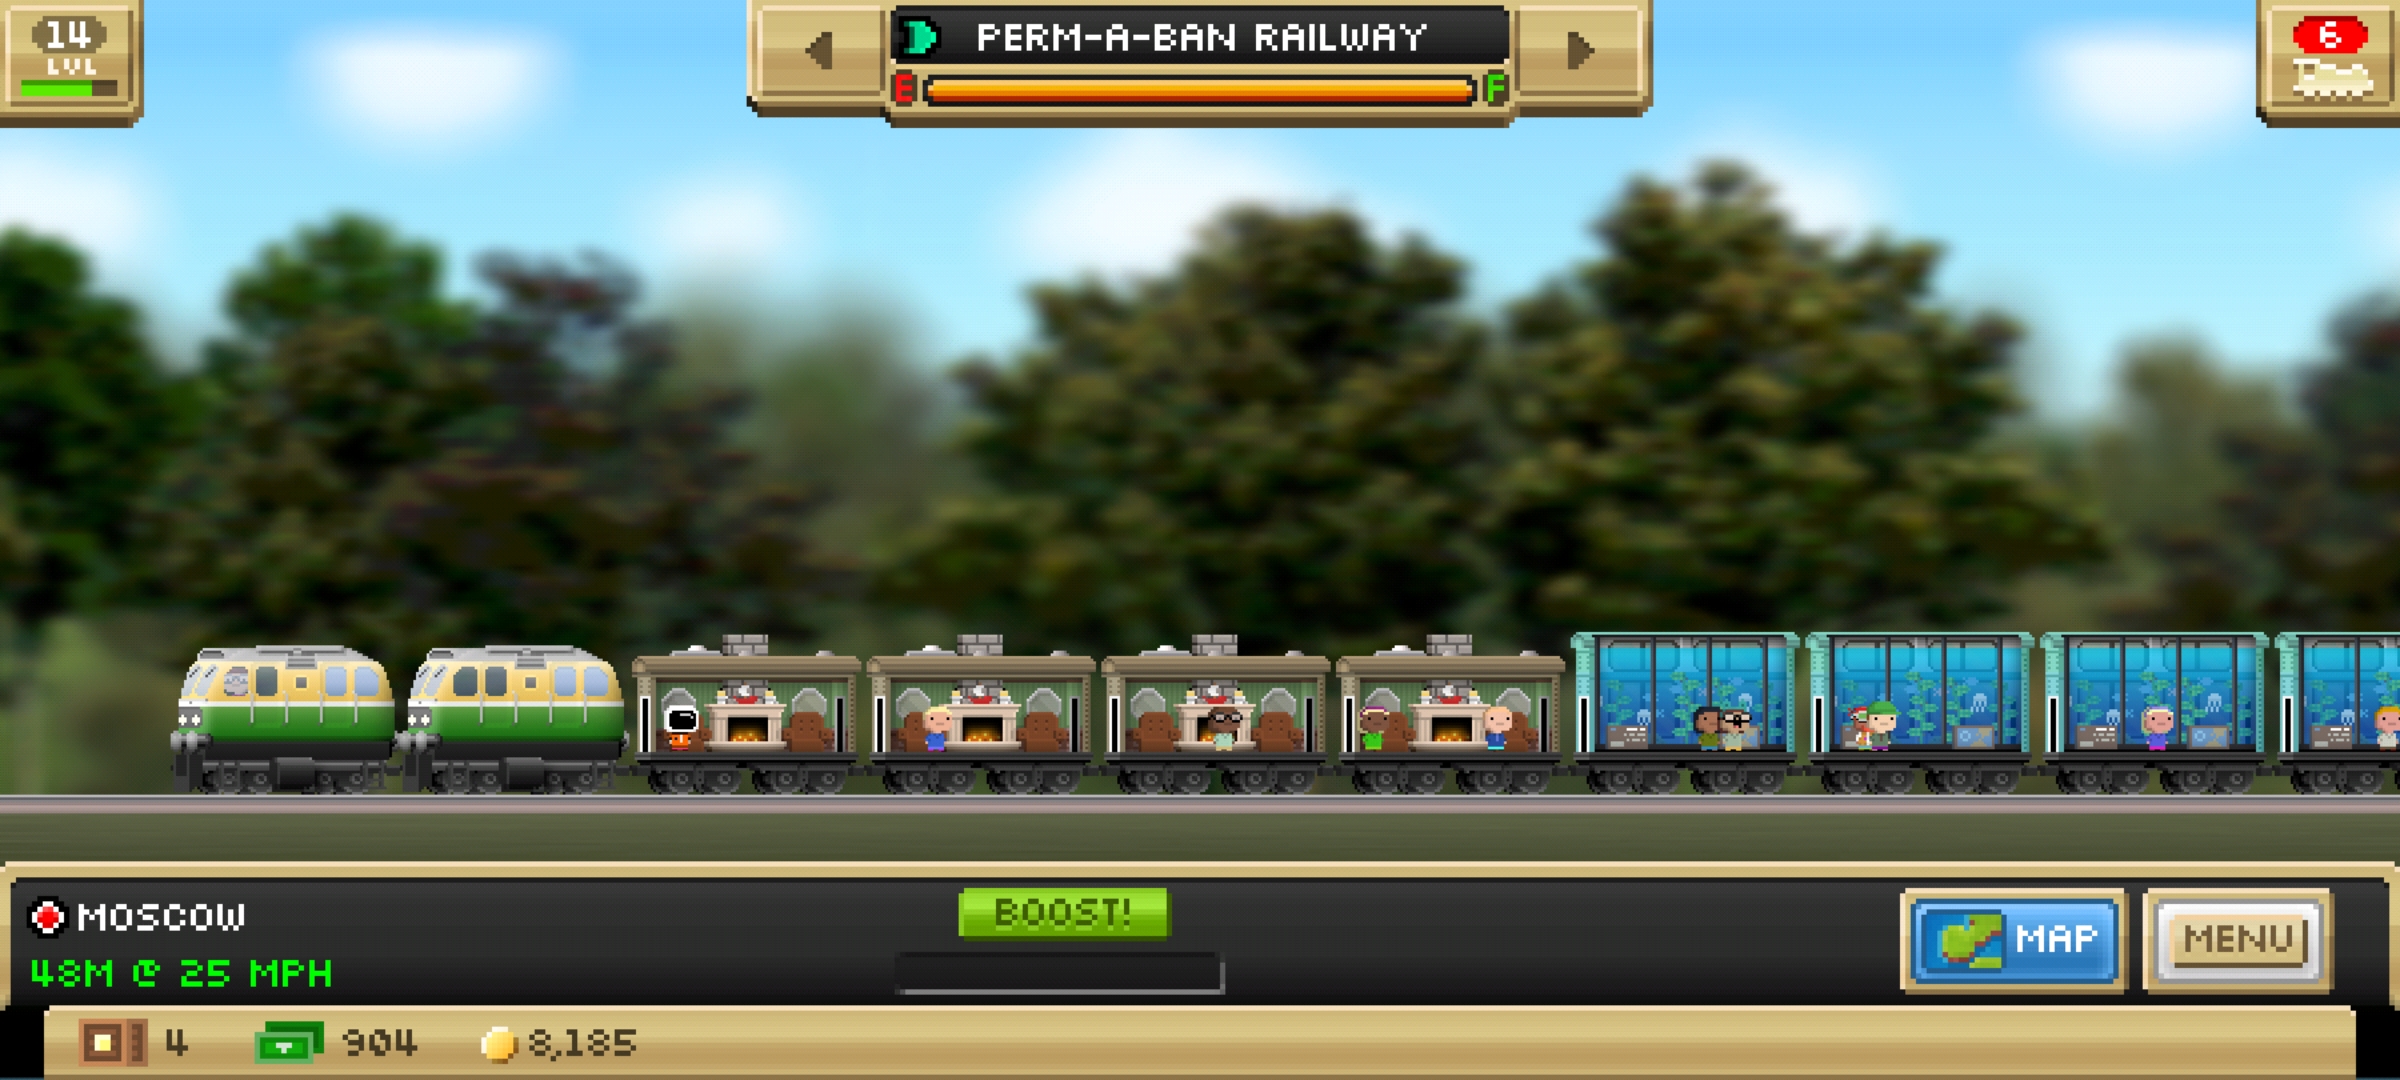 14
LVL
PERM-A-BAN RAILWAY
E F
6
MOSCOW
48M @ 25 MPH
BOOST!
MAP
MENU
4
904
8,185